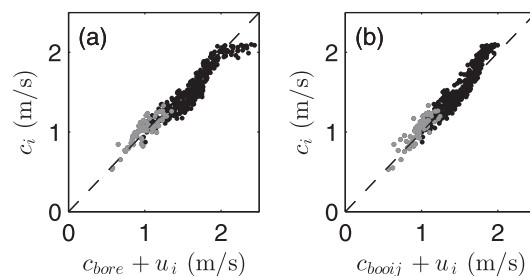 (a)
(b)
2
1
0
c_i (m/s)
0 1 2
c_bore + u_i (m/s)
2
1
0
c_i (m/s)
0 1 2
c_booij + u_i (m/s)